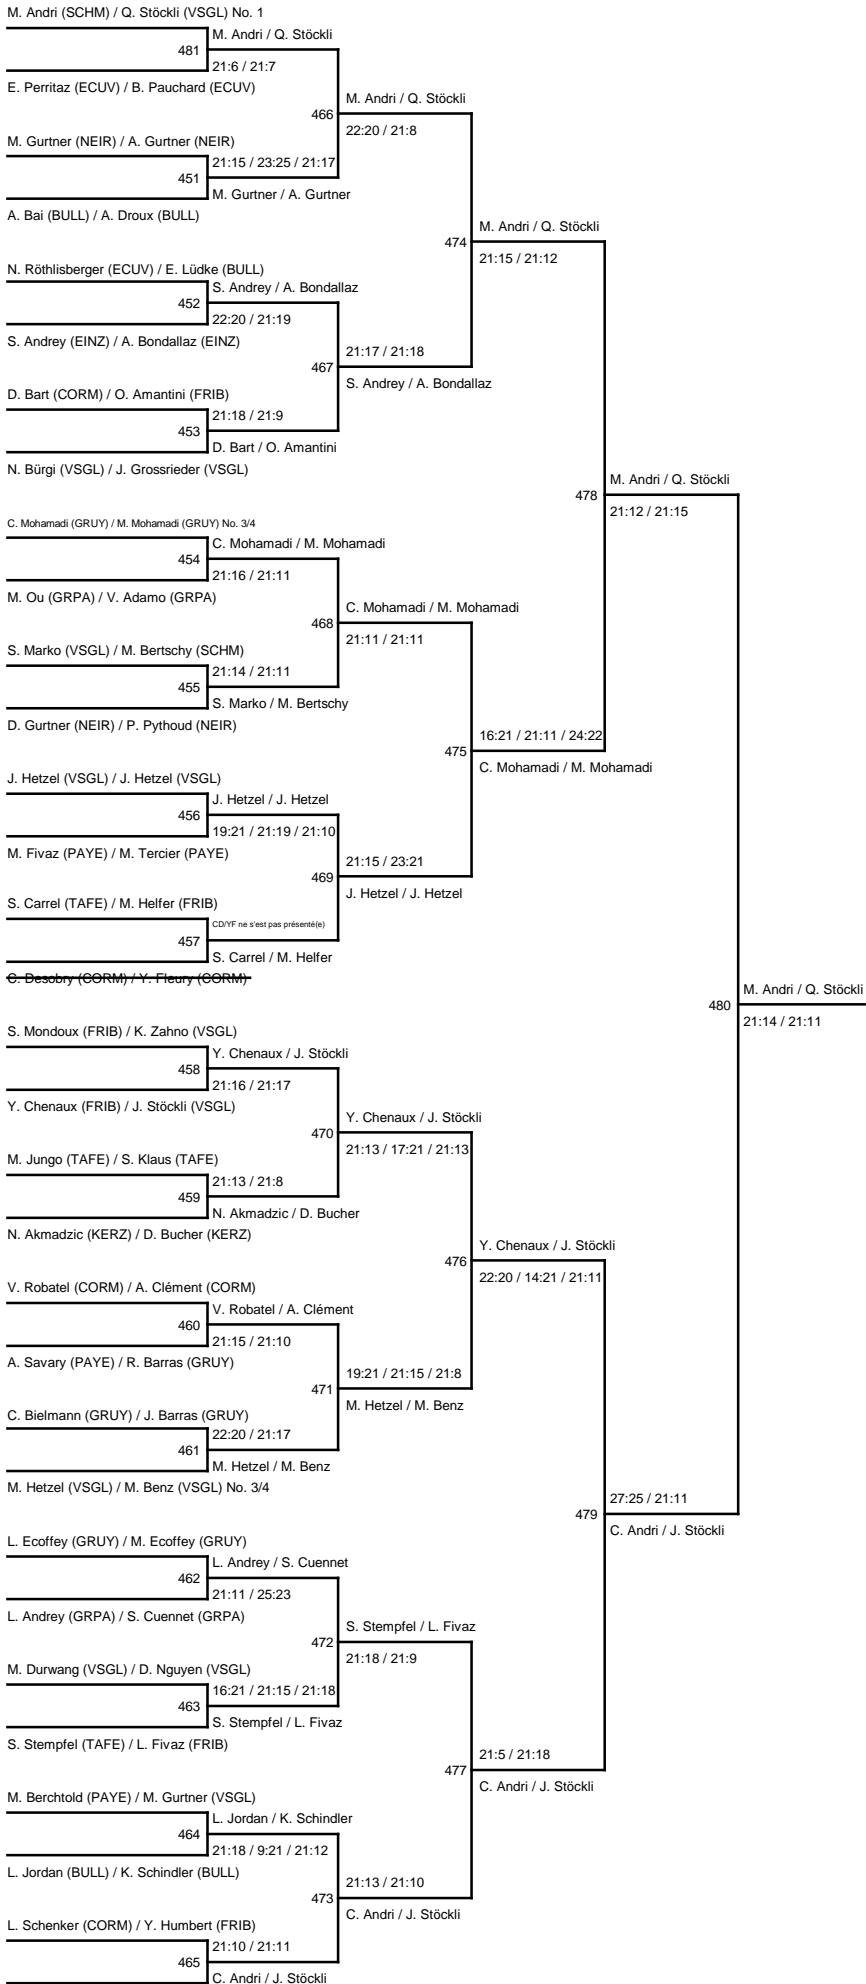 M. Andri (SCHM) / Q. Stöckli (VSGL) No. 1
481
M. Andri / Q. Stöckli
21:6 / 21:7
E. Perritaz (ECUV) / B. Pauchard (ECUV)
466
M. Andri / Q. Stöckli
22:20 / 21:8
M. Gurtner (NEIR) / A. Gurtner (NEIR)
451
21:15 / 23:25 / 21:17
M. Gurtner / A. Gurtner
A. Bai (BULL) / A. Droux (BULL)
474
M. Andri / Q. Stöckli
21:15 / 21:12
N. Röthlisberger (ECUV) / E. Lüdke (BULL)
452
S. Andrey / A. Bondallaz
22:20 / 21:19
S. Andrey (EINZ) / A. Bondallaz (EINZ)
467
21:17 / 21:18
S. Andrey / A. Bondallaz
D. Bart (CORM) / O. Amantini (FRIB)
453
21:18 / 21:9
D. Bart / O. Amantini
N. Bürgi (VSGL) / J. Grossrieder (VSGL)
478
M. Andri / Q. Stöckli
21:12 / 21:15
C. Mohamadi (GRUY) / M. Mohamadi (GRUY) No. 3/4
454
C. Mohamadi / M. Mohamadi
21:16 / 21:11
M. Ou (GRPA) / V. Adamo (GRPA)
468
C. Mohamadi / M. Mohamadi
21:11 / 21:11
S. Marko (VSGL) / M. Bertschy (SCHM)
455
21:14 / 21:11
S. Marko / M. Bertschy
D. Gurtner (NEIR) / P. Pythoud (NEIR)
475
16:21 / 21:11 / 24:22
C. Mohamadi / M. Mohamadi
J. Hetzel (VSGL) / J. Hetzel (VSGL)
456
J. Hetzel / J. Hetzel
19:21 / 21:19 / 21:10
M. Fivaz (PAYE) / M. Tercier (PAYE)
469
21:15 / 23:21
J. Hetzel / J. Hetzel
S. Carrel (TAFE) / M. Helfer (FRIB)
457
CD/YF ne s'est pas présenté(e)
S. Carrel / M. Helfer
C. Desobry (CORM) / Y. Fleury (CORM)
480
M. Andri / Q. Stöckli
21:14 / 21:11
S. Mondoux (FRIB) / K. Zahno (VSGL)
458
Y. Chenaux / J. Stöckli
21:16 / 21:17
Y. Chenaux (FRIB) / J. Stöckli (VSGL)
470
Y. Chenaux / J. Stöckli
21:13 / 17:21 / 21:13
M. Jungo (TAFE) / S. Klaus (TAFE)
459
21:13 / 21:8
N. Akmadzic / D. Bucher
N. Akmadzic (KERZ) / D. Bucher (KERZ)
476
Y. Chenaux / J. Stöckli
22:20 / 14:21 / 21:11
V. Robatel (CORM) / A. Clément (CORM)
460
V. Robatel / A. Clément
21:15 / 21:10
A. Savary (PAYE) / R. Barras (GRUY)
471
19:21 / 21:15 / 21:8
M. Hetzel / M. Benz
C. Bielmann (GRUY) / J. Barras (GRUY)
461
22:20 / 21:17
M. Hetzel / M. Benz
M. Hetzel (VSGL) / M. Benz (VSGL) No. 3/4
479
27:25 / 21:11
C. Andri / J. Stöckli
L. Ecoffey (GRUY) / M. Ecoffey (GRUY)
462
L. Andrey / S. Cuennet
21:11 / 25:23
L. Andrey (GRPA) / S. Cuennet (GRPA)
472
S. Stempfel / L. Fivaz
21:18 / 21:9
M. Durwang (VSGL) / D. Nguyen (VSGL)
463
16:21 / 21:15 / 21:18
S. Stempfel / L. Fivaz
S. Stempfel (TAFE) / L. Fivaz (FRIB)
477
21:5 / 21:18
C. Andri / J. Stöckli
M. Berchtold (PAYE) / M. Gurtner (VSGL)
464
L. Jordan / K. Schindler
21:18 / 9:21 / 21:12
L. Jordan (BULL) / K. Schindler (BULL)
473
21:13 / 21:10
C. Andri / J. Stöckli
L. Schenker (CORM) / Y. Humbert (FRIB)
465
21:10 / 21:11
C. Andri / J. Stöckli